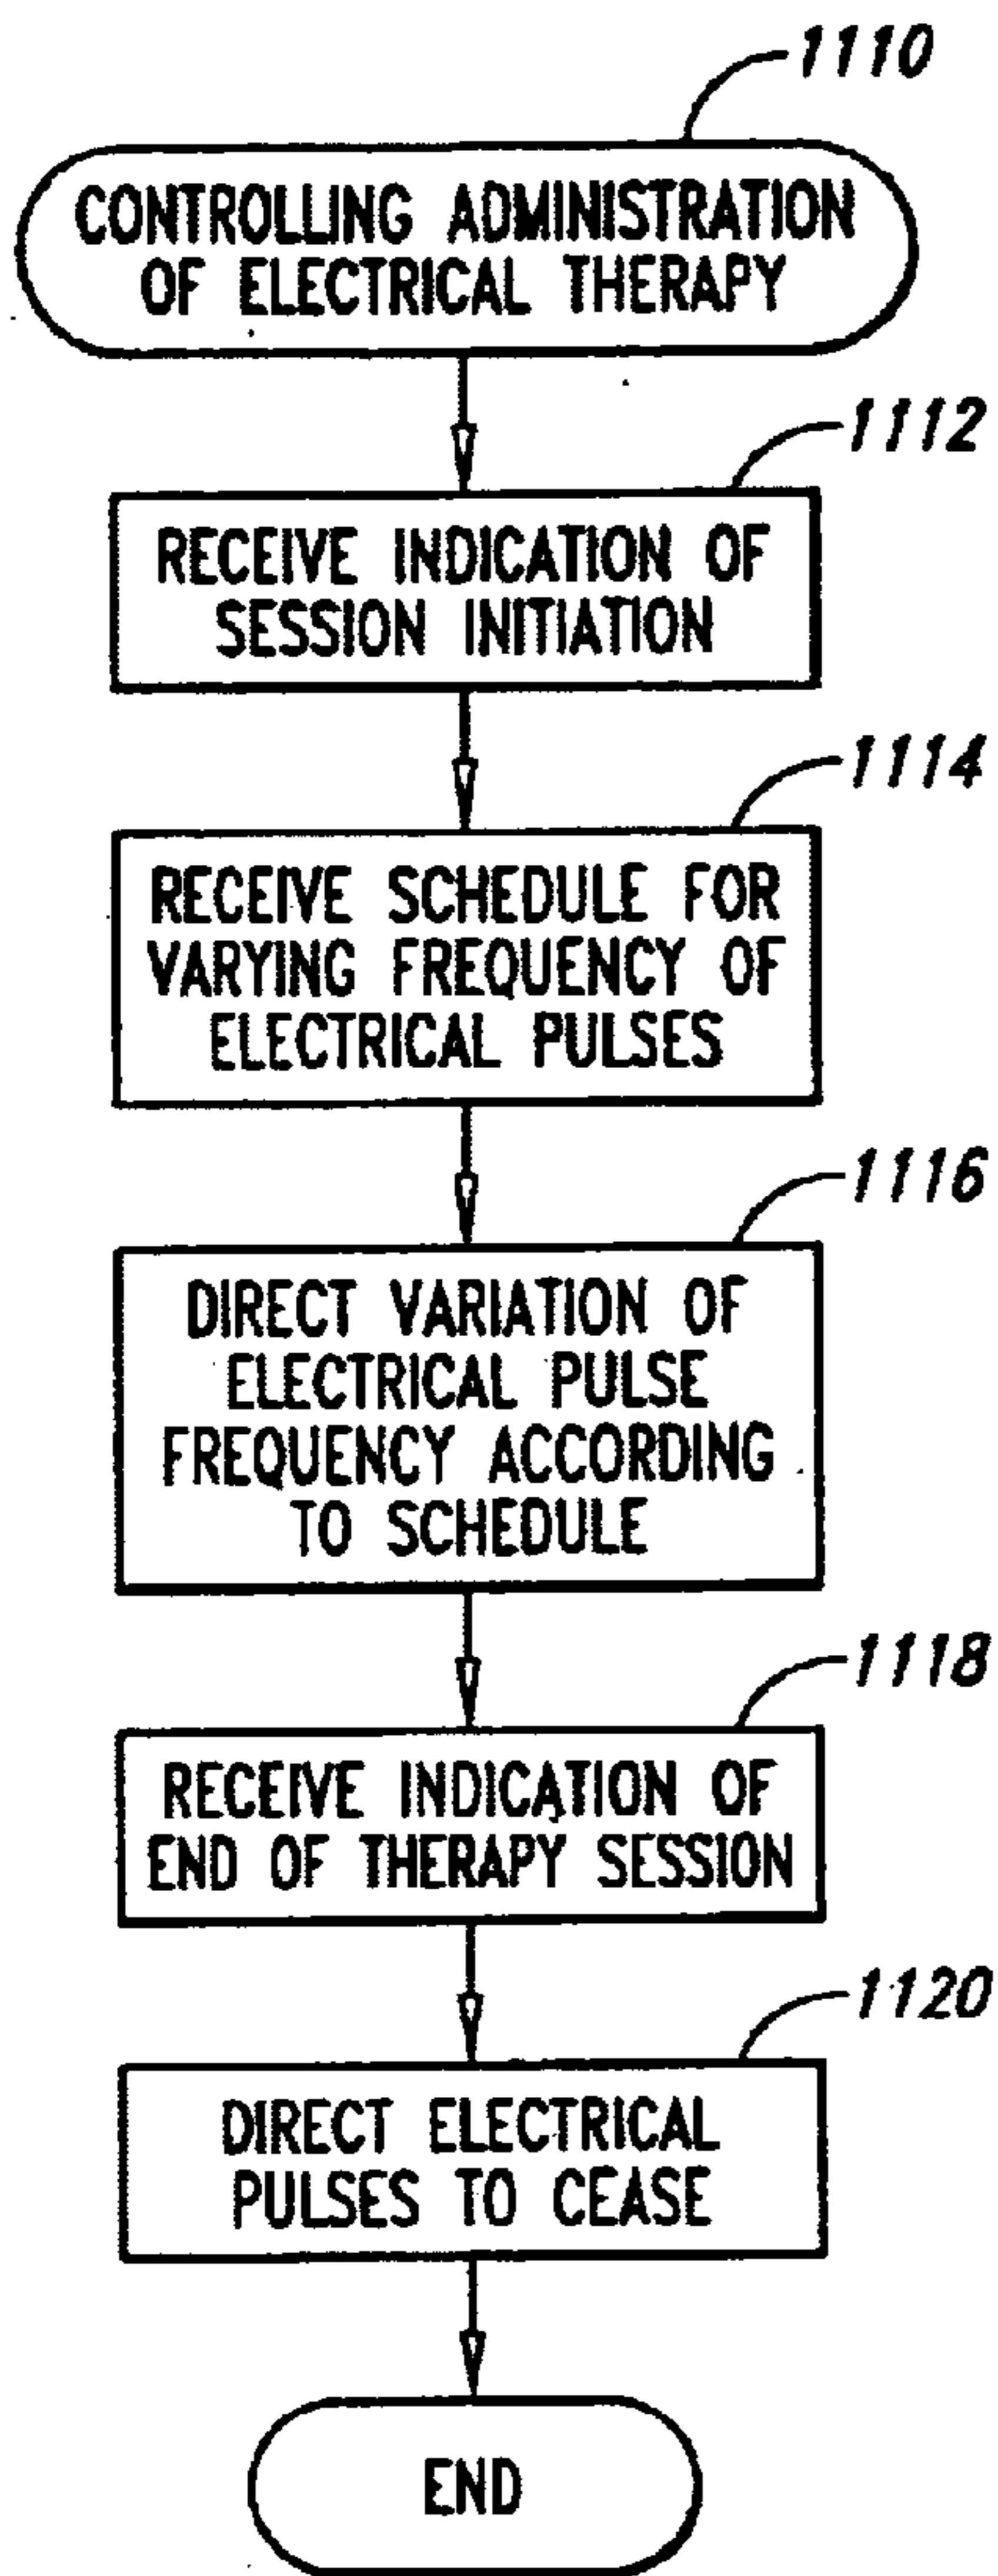 1110
CONTROLLING ADMINISTRATION
OF ELECTRICAL THERAPY
1112
RECEIVE INDICATION OF
SESSION INITIATION
1114
RECEIVE SCHEDULE FOR
VARYING FREQUENCY OF
ELECTRICAL PULSES
1116
DIRECT VARIATION OF
ELECTRICAL PULSE
FREQUENCY ACCORDING
TO SCHEDULE
1118
RECEIVE INDICATION OF
END OF THERAPY SESSION
1120
DIRECT ELECTRICAL
PULSES TO CEASE
END